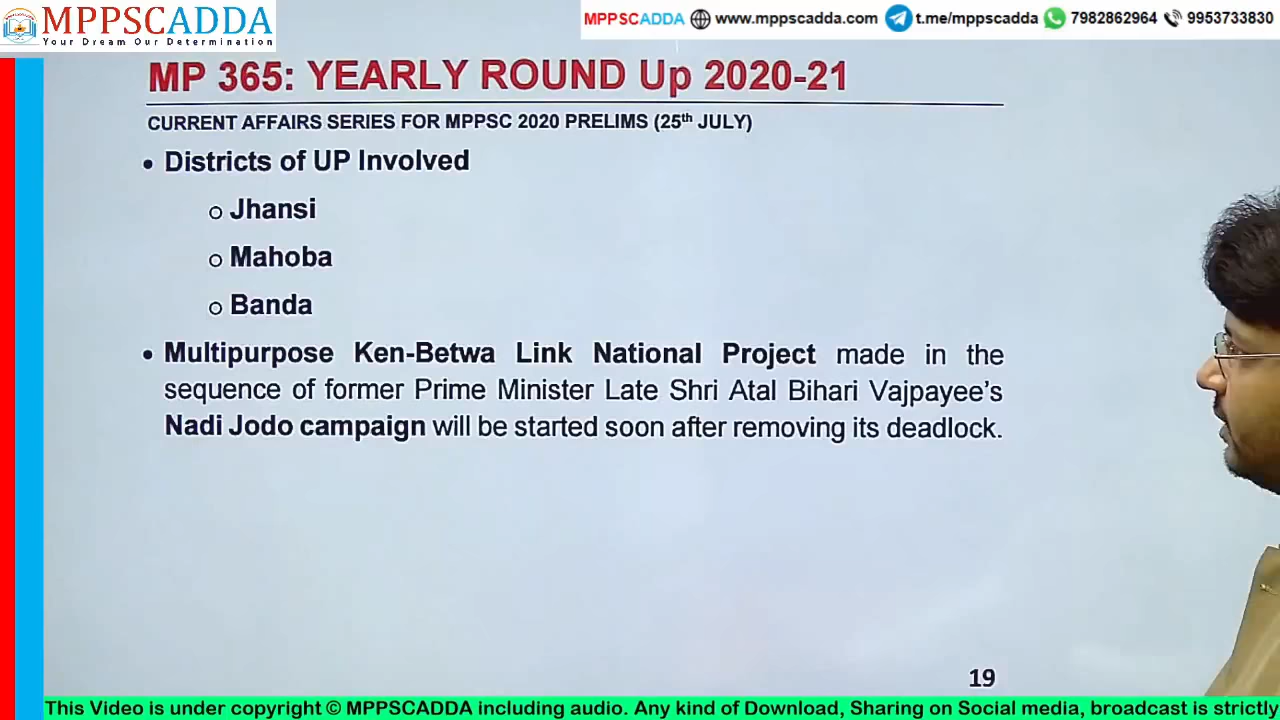 MPPSCADDA
Your Dream Our Determination
MPPSCADDA www.mppscadda.com t.me/mppscadda 7982862964 9953733830
MP 365: YEARLY ROUND Up 2020-21
CURRENT AFFAIRS SERIES FOR MPPSC 2020 PRELIMS (25th JULY)
• Districts of UP Involved
o Jhansi
o Mahoba
o Banda
• Multipurpose Ken-Betwa Link National Project made in the
sequence of former Prime Minister Late Shri Atal Bihari Vajpayee's
Nadi Jodo campaign will be started soon after removing its deadlock.
19
This Video is under copyright © MPPSCADDA including audio. Any kind of Download, Sharing on Social media, broadcast is strictly